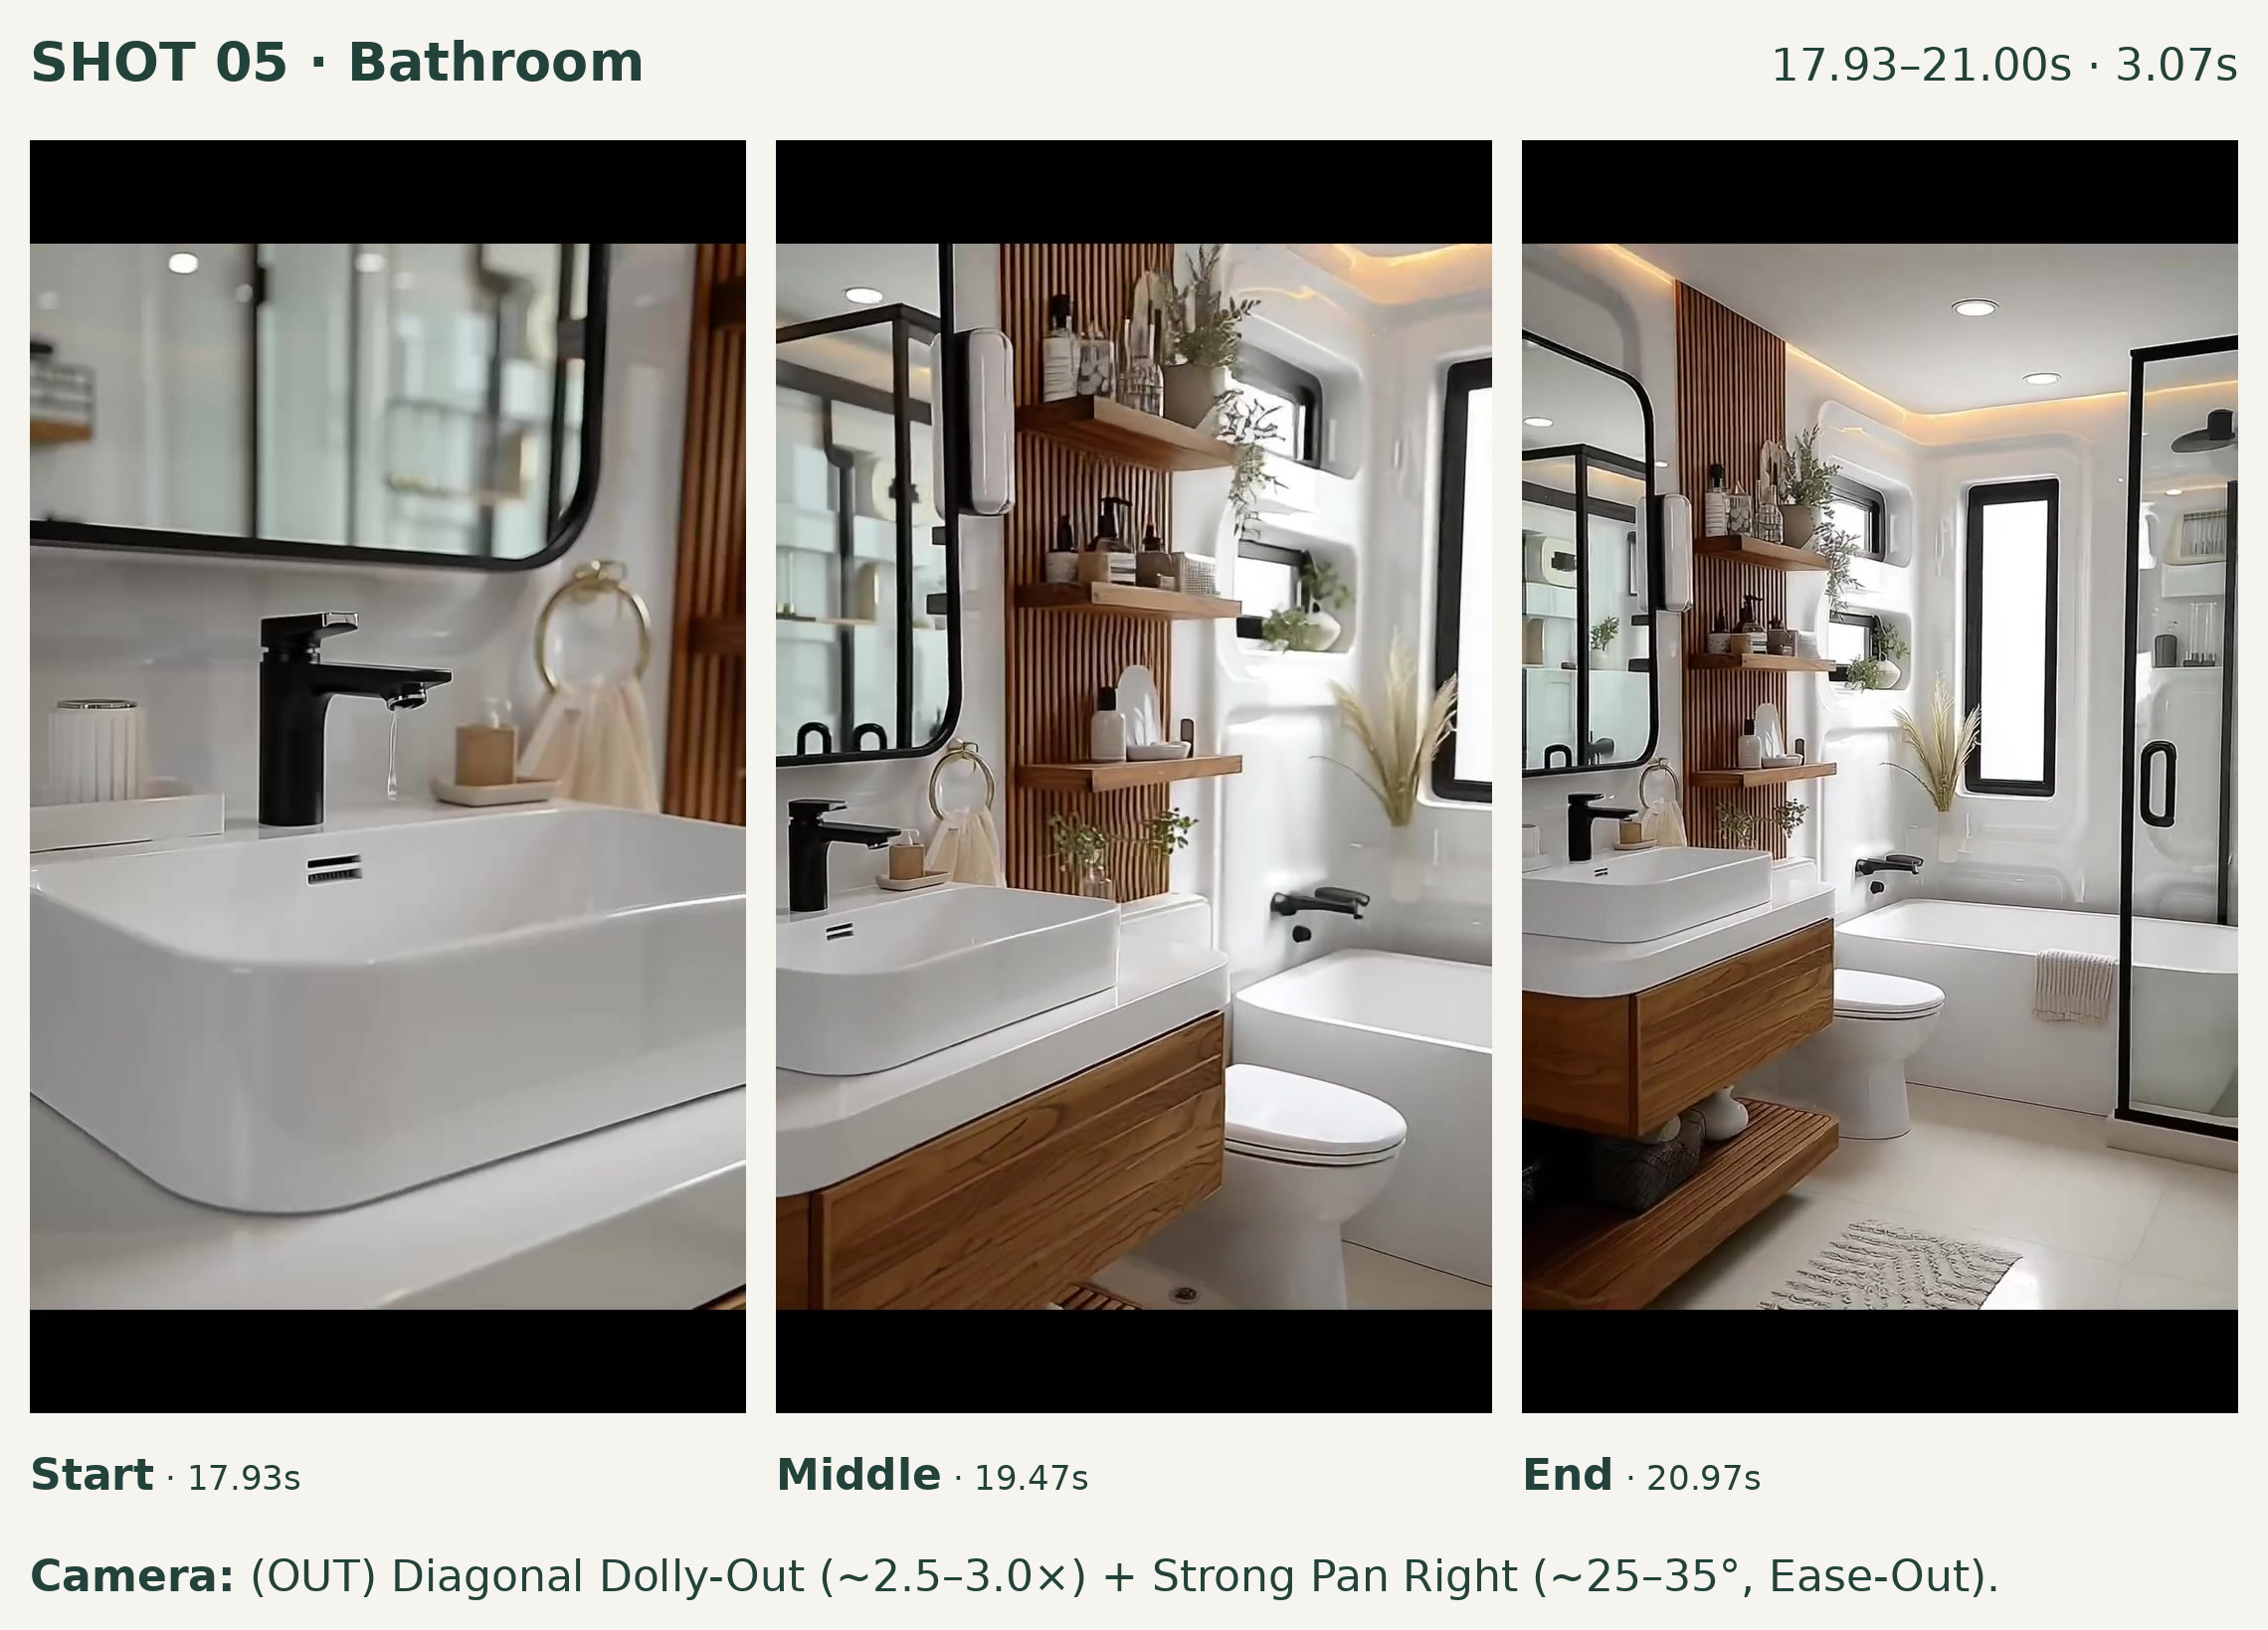 SHOT 05 · Bathroom
17.93–21.00s · 3.07s
Start · 17.93s
Middle · 19.47s
End · 20.97s
Camera: (OUT) Diagonal Dolly-Out (~2.5–3.0×) + Strong Pan Right (~25–35°, Ease-Out).